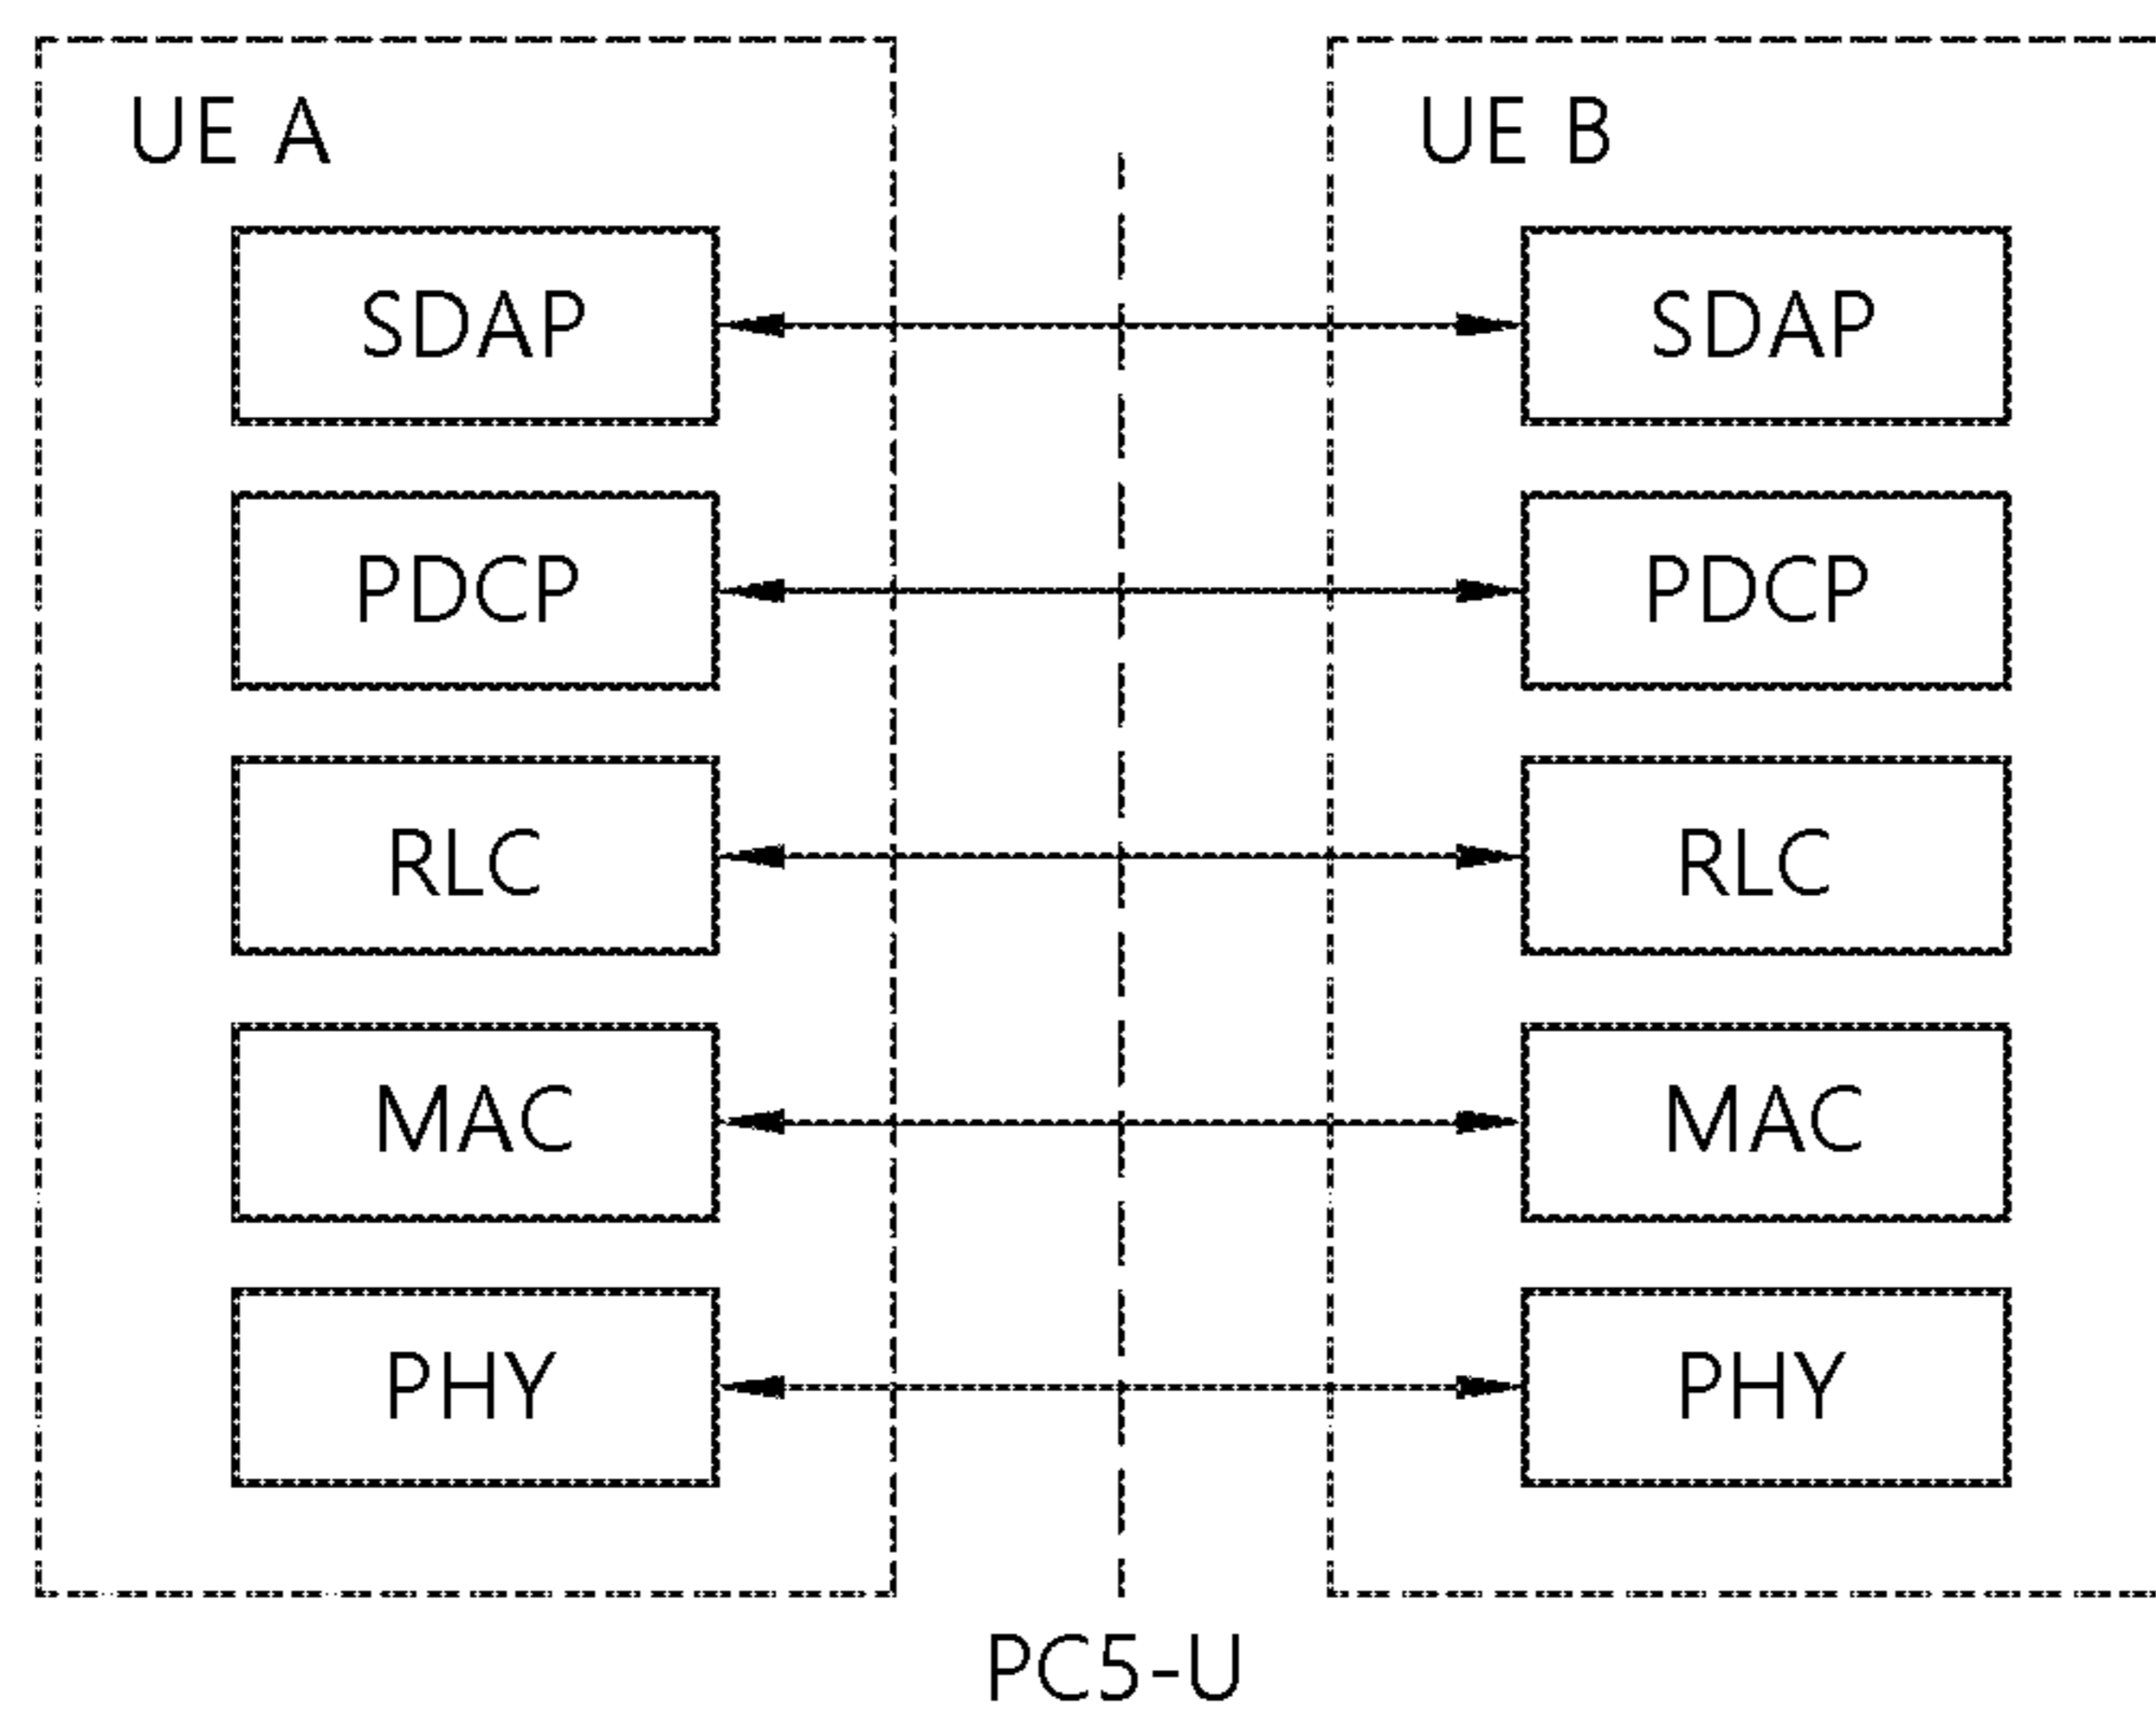 UE A
UE B
SDAP
SDAP
PDCP
PDCP
RLC
RLC
MAC
MAC
PHY
PHY
PC5-U